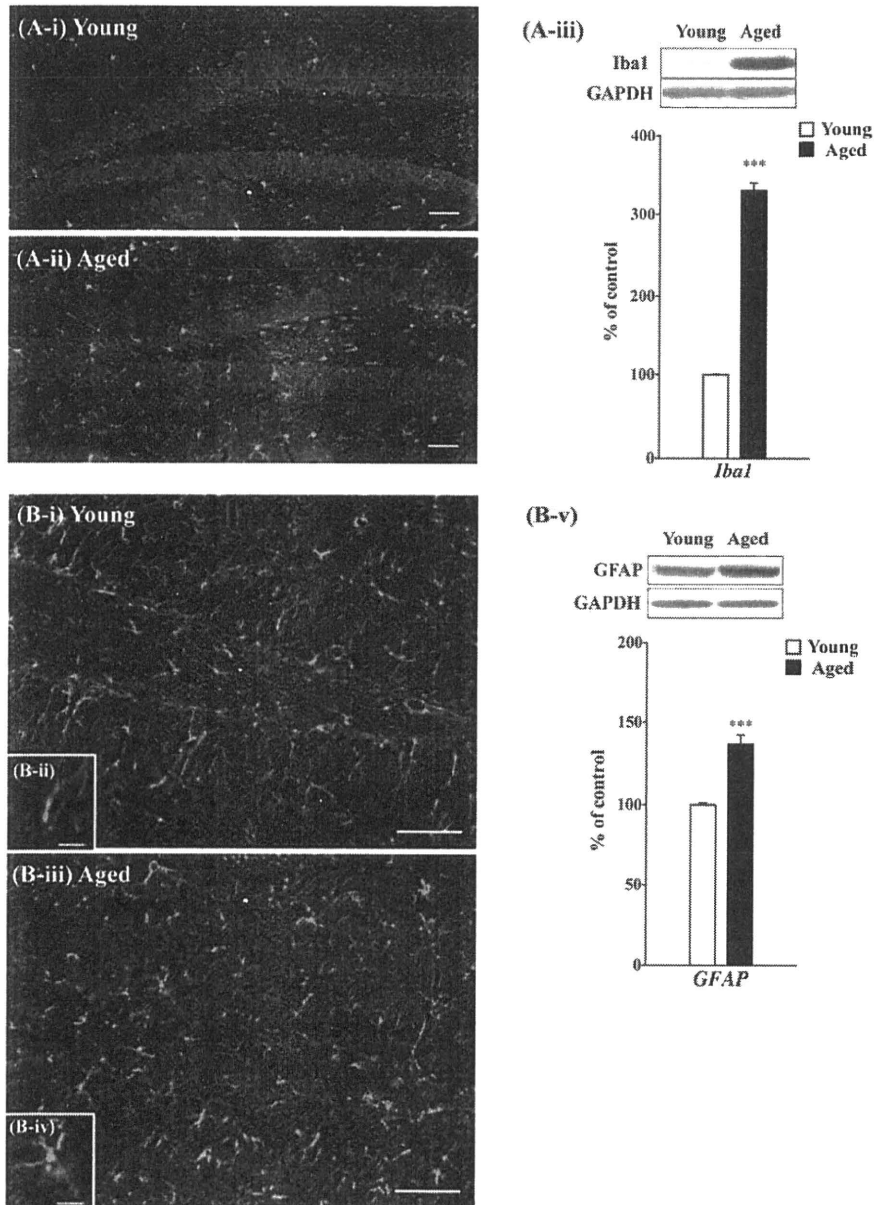 (A-i) Young
(A-ii) Aged
(A-iii)
Young Aged
Iba1
GAPDH
Young
Aged
400
300
200
100
0
% of control
***
Iba1
(B-i) Young
(B-ii)
(B-iii) Aged
(B-iv)
(B-v)
Young Aged
GFAP
GAPDH
Young
Aged
200
150
100
50
0
% of control
***
GFAP